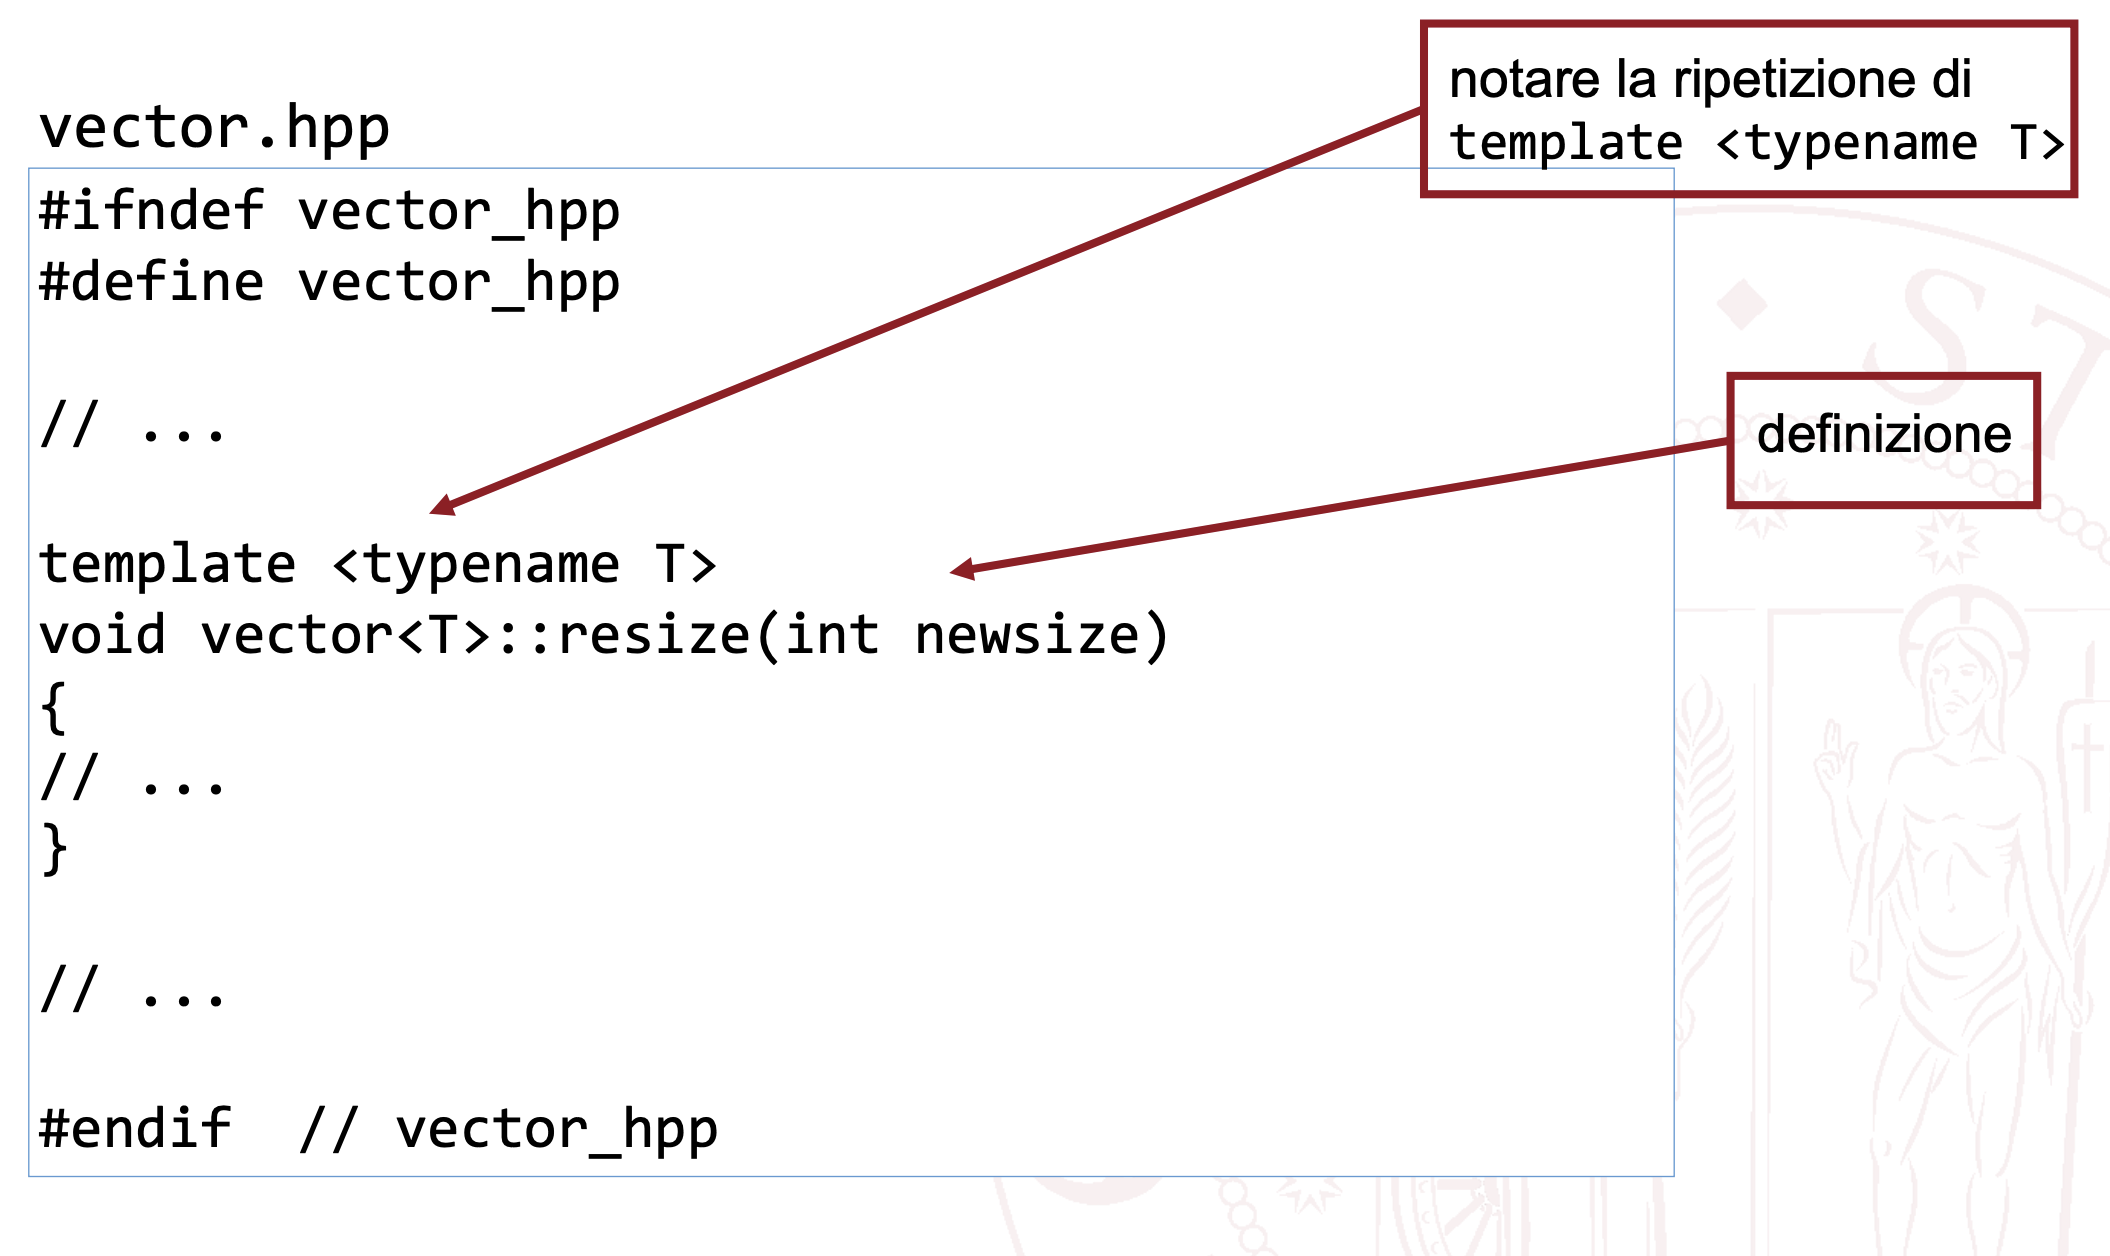 notare la ripetizione di
template <typename T>
vector.hpp
#ifndef vector_hpp
#define vector_hpp
// ...
definizione
template <typename T>
void vector<T>::resize(int newsize)
{
// ...
}
// ...
#endif  // vector_hpp